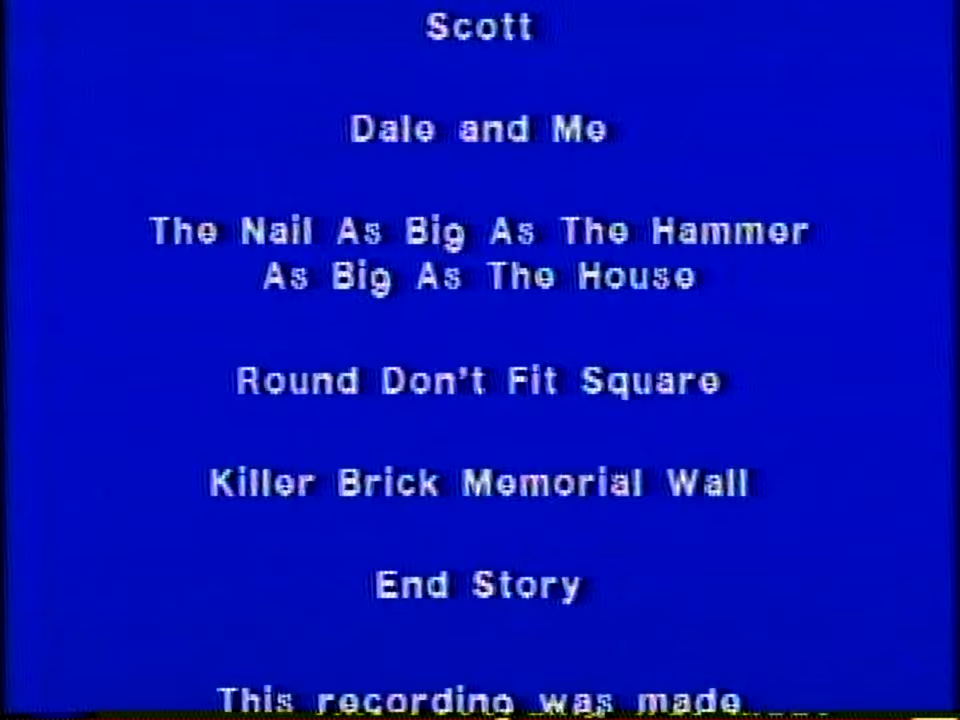 Scott
Dale and Me
The Nail As Big As The Hammer
As Big As The House
Round Don't Fit Square
Killer Brick Memorial Wall
End Story
This recording was made